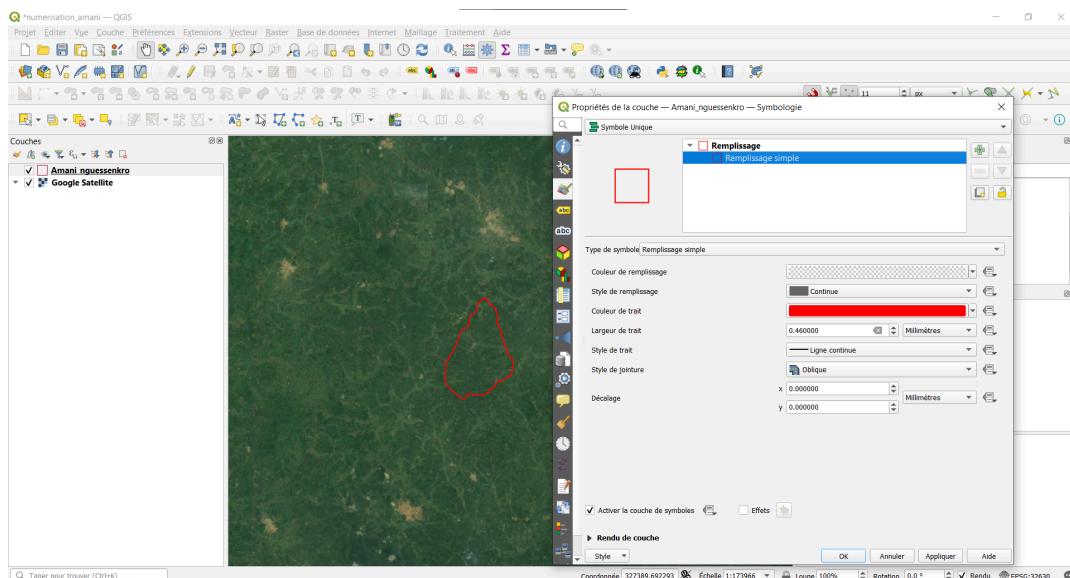 *numerisation_amani — QGIS
Projet Éditer Vue Couche Préférences Extensions Vecteur Raster Base de données Internet Maillage Traitement Aide
11 px
Couches
Amani_nguessenkro
Google Satellite
Propriétés de la couche — Amani_nguessenkro — Symbologie
Symbole Unique
Remplissage
Remplissage simple
Type de symbole Remplissage simple
Couleur de remplissage
Style de remplissage Continue
Couleur de trait
Largeur de trait 0.460000 Millimètres
Style de trait Ligne continue
Style de jointure Oblique
Décalage x 0.000000 Millimètres
y 0.000000
Activer la couche de symboles Effets
Rendu de couche
Style OK Annuler Appliquer Aide
Taper pour trouver (Ctrl+K) Coordonnée 327389,692293 Échelle 1:173966 Loupe 100% Rotation 0,0 ° Rendu EPSG:32630